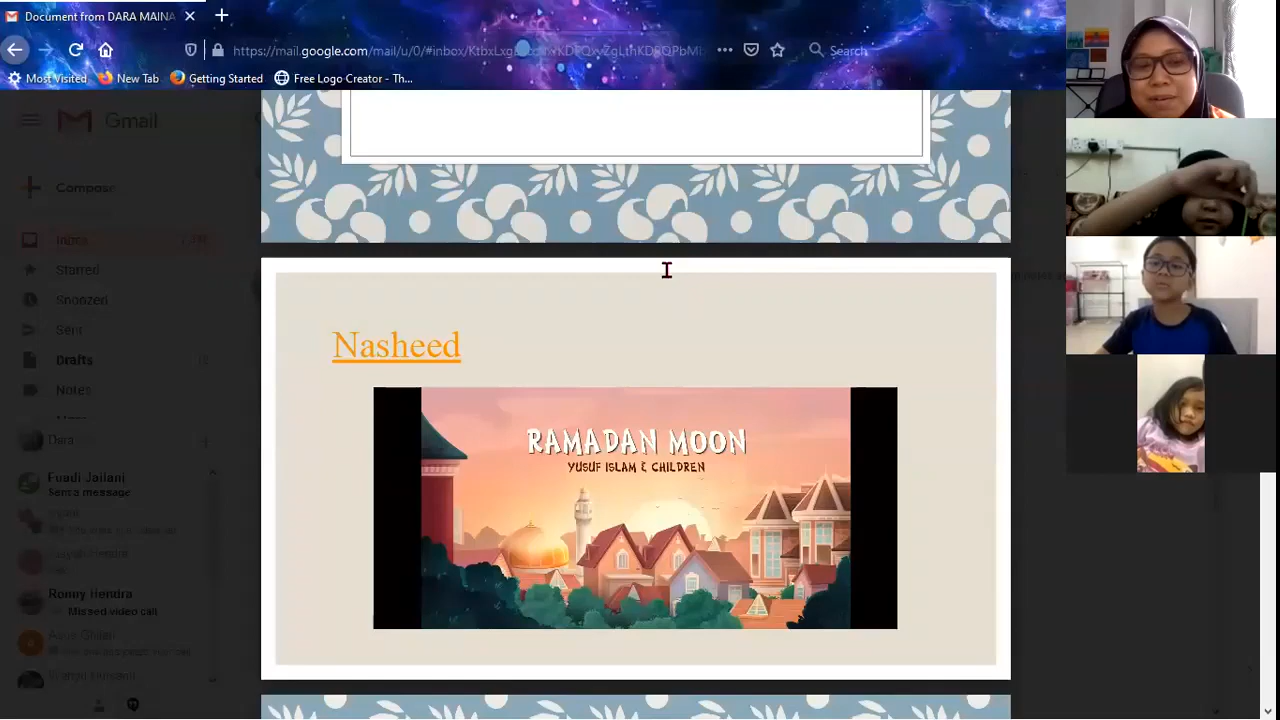 Document from DARA MAINA
https://mail.google.com/mail/u/0/#inbox/
Search
Most Visited
New Tab
Getting Started
Free Logo Creator - Th...
Gmail
Compose
Inbox
Starred
Snoozed
Sent
Drafts
Notes
Dara
Fuadi Jailani
Sent a message
Ronny Hendra
Missed video call
Nasheed
RAMADAN MOON
YUSUF ISLAM & CHILDREN